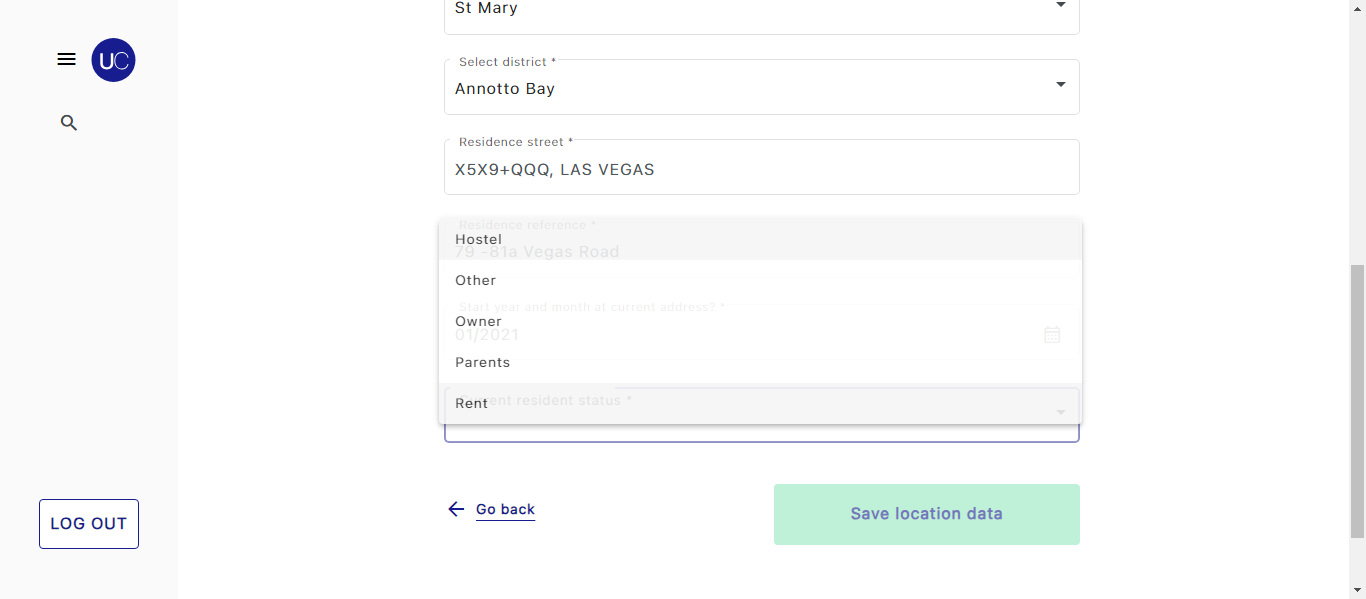 St Mary
UC
Select district *
Annotto Bay
Residence street *
X5X9+QQQ, LAS VEGAS
Residence reference *
Hostel
79 -81a Vegas Road
Other
Start year and month at current address? *
Owner
01/2021
Parents
Current resident status *
Rent
LOG OUT
Go back
Save location data